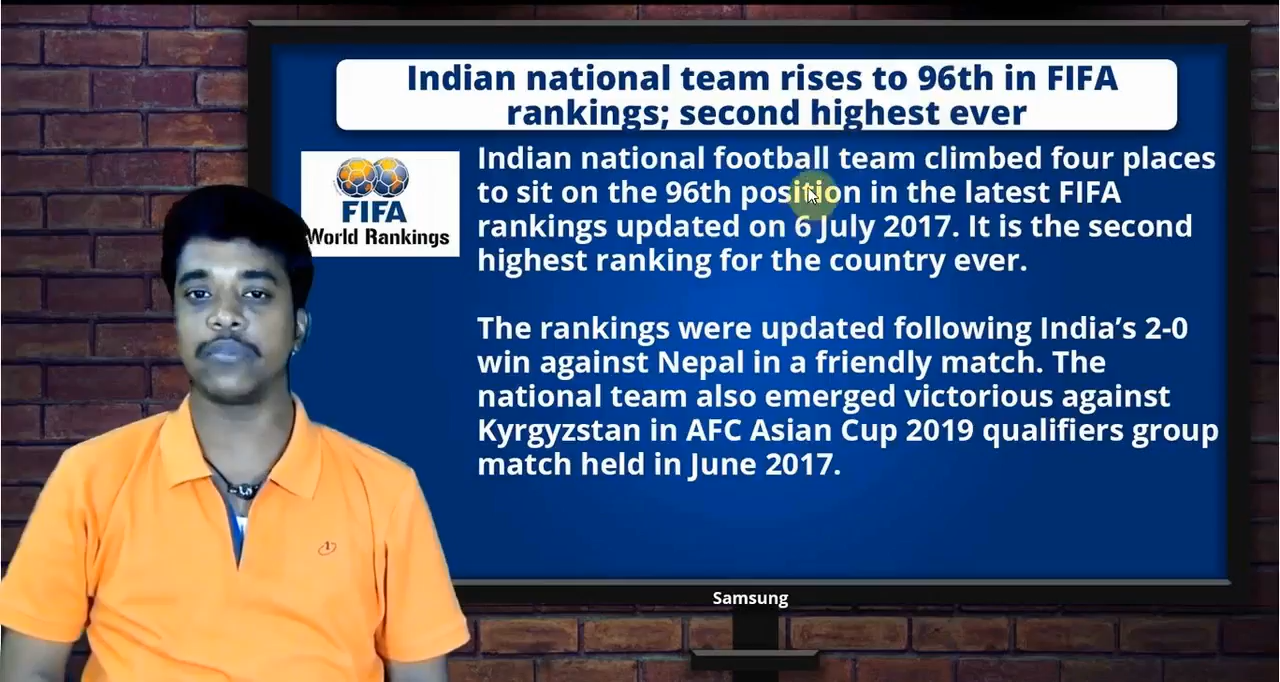 Indian national team rises to 96th in FIFA
rankings; second highest ever
FIFA
World Rankings
Indian national football team climbed four places
to sit on the 96th position in the latest FIFA
rankings updated on 6 July 2017. It is the second
highest ranking for the country ever.
The rankings were updated following India’s 2-0
win against Nepal in a friendly match. The
national team also emerged victorious against
Kyrgyzstan in AFC Asian Cup 2019 qualifiers group
match held in June 2017.
Samsung